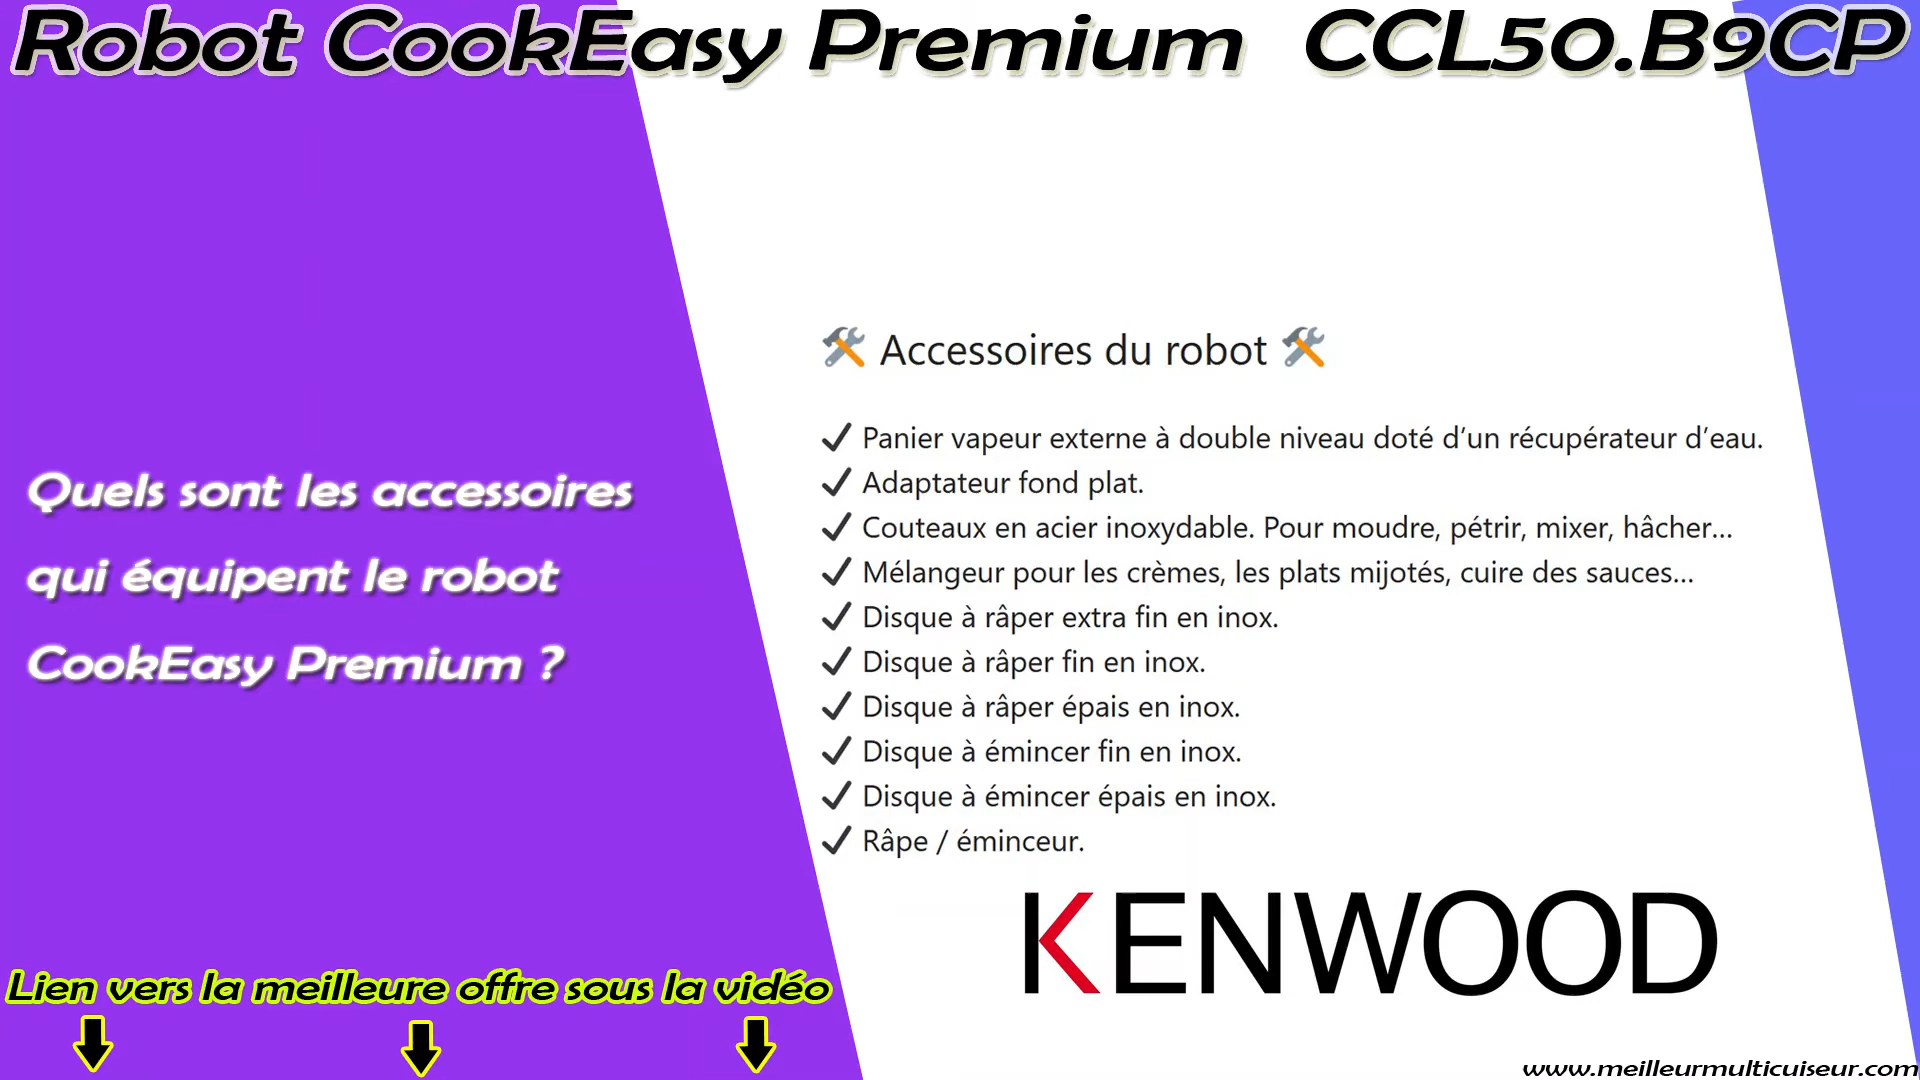 Robot CookEasy Premium CCL50.B9CP
Quels sont les accessoires
qui équipent le robot
CookEasy Premium ?
🛠 Accessoires du robot 🛠
✔ Panier vapeur externe à double niveau doté d’un récupérateur d’eau.
✔ Adaptateur fond plat.
✔ Couteaux en acier inoxydable. Pour moudre, pétrir, mixer, hâcher…
✔ Mélangeur pour les crèmes, les plats mijotés, cuire des sauces…
✔ Disque à râper extra fin en inox.
✔ Disque à râper fin en inox.
✔ Disque à râper épais en inox.
✔ Disque à émincer fin en inox.
✔ Disque à émincer épais en inox.
✔ Râpe / éminceur.
KENWOOD
Lien vers la meilleure offre sous la vidéo
www.meilleurmulticuiseur.com